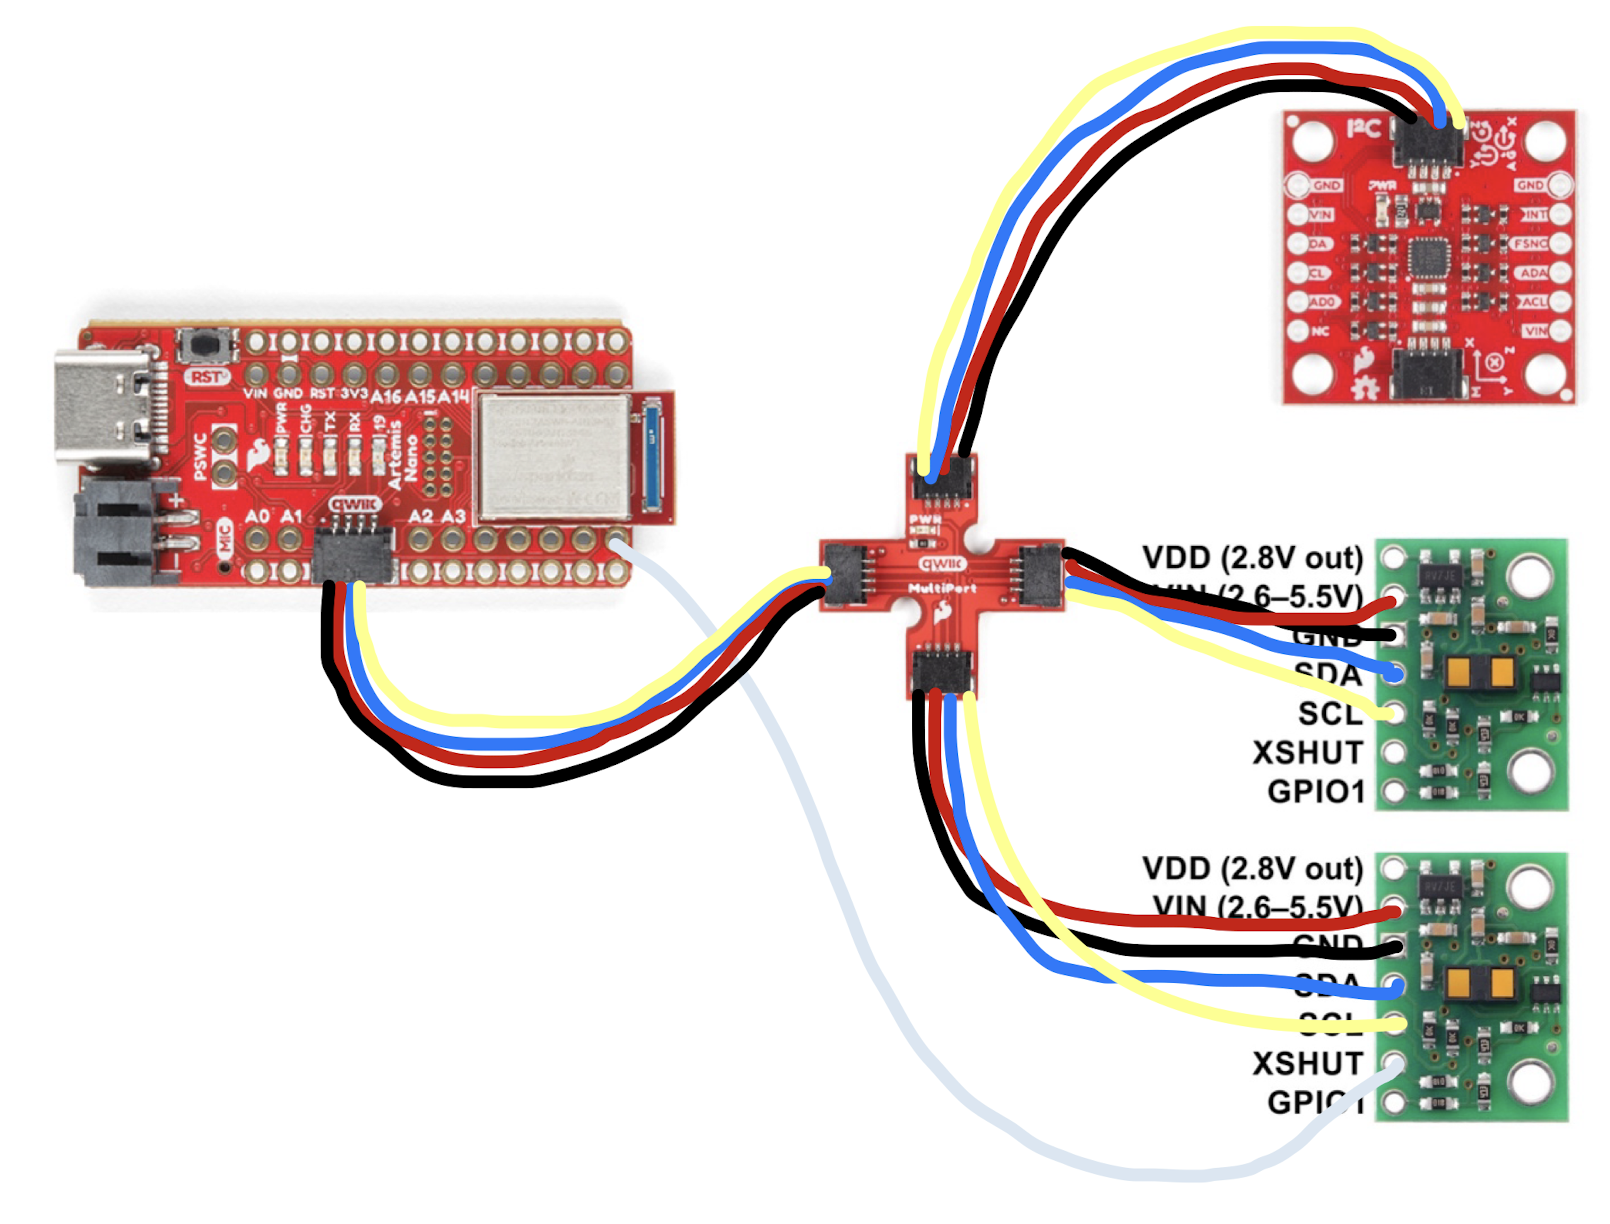 RST
VIN GND RST 3V3 A16 A15 A14
PSWC
PWR
CHG
TX
RX
19
Artemis
Nano
qwiic
A0 A1
A2 A3
MIC
PWR
qwiic
MultiPort
I²C
PWR
GND
VIN
DA
CL
AD0
NC
GND
INT
FSNC
ADA
ACL
VIN
VDD (2.8V out)
VIN (2.6–5.5V)
GND
SDA
SCL
XSHUT
GPIO1
VDD (2.8V out)
VIN (2.6–5.5V)
GND
SDA
SCL
XSHUT
GPIO1